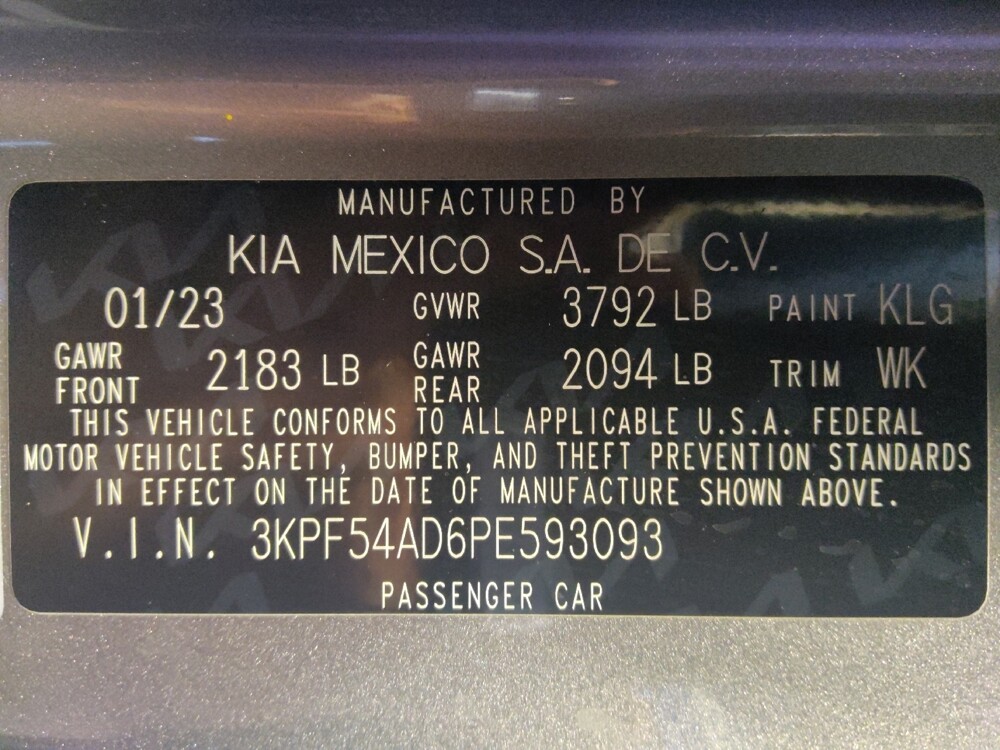 MANUFACTURED BY
KIA MEXICO S.A. DE C.V.
01/23 GVWR 3792 LB PAINT KLG
GAWR FRONT 2183 LB GAWR REAR 2094 LB TRIM WK
THIS VEHICLE CONFORMS TO ALL APPLICABLE U.S.A. FEDERAL
MOTOR VEHICLE SAFETY, BUMPER, AND THEFT PREVENTION STANDARDS
IN EFFECT ON THE DATE OF MANUFACTURE SHOWN ABOVE.
V.I.N. 3KPF54AD6PE593093
PASSENGER CAR